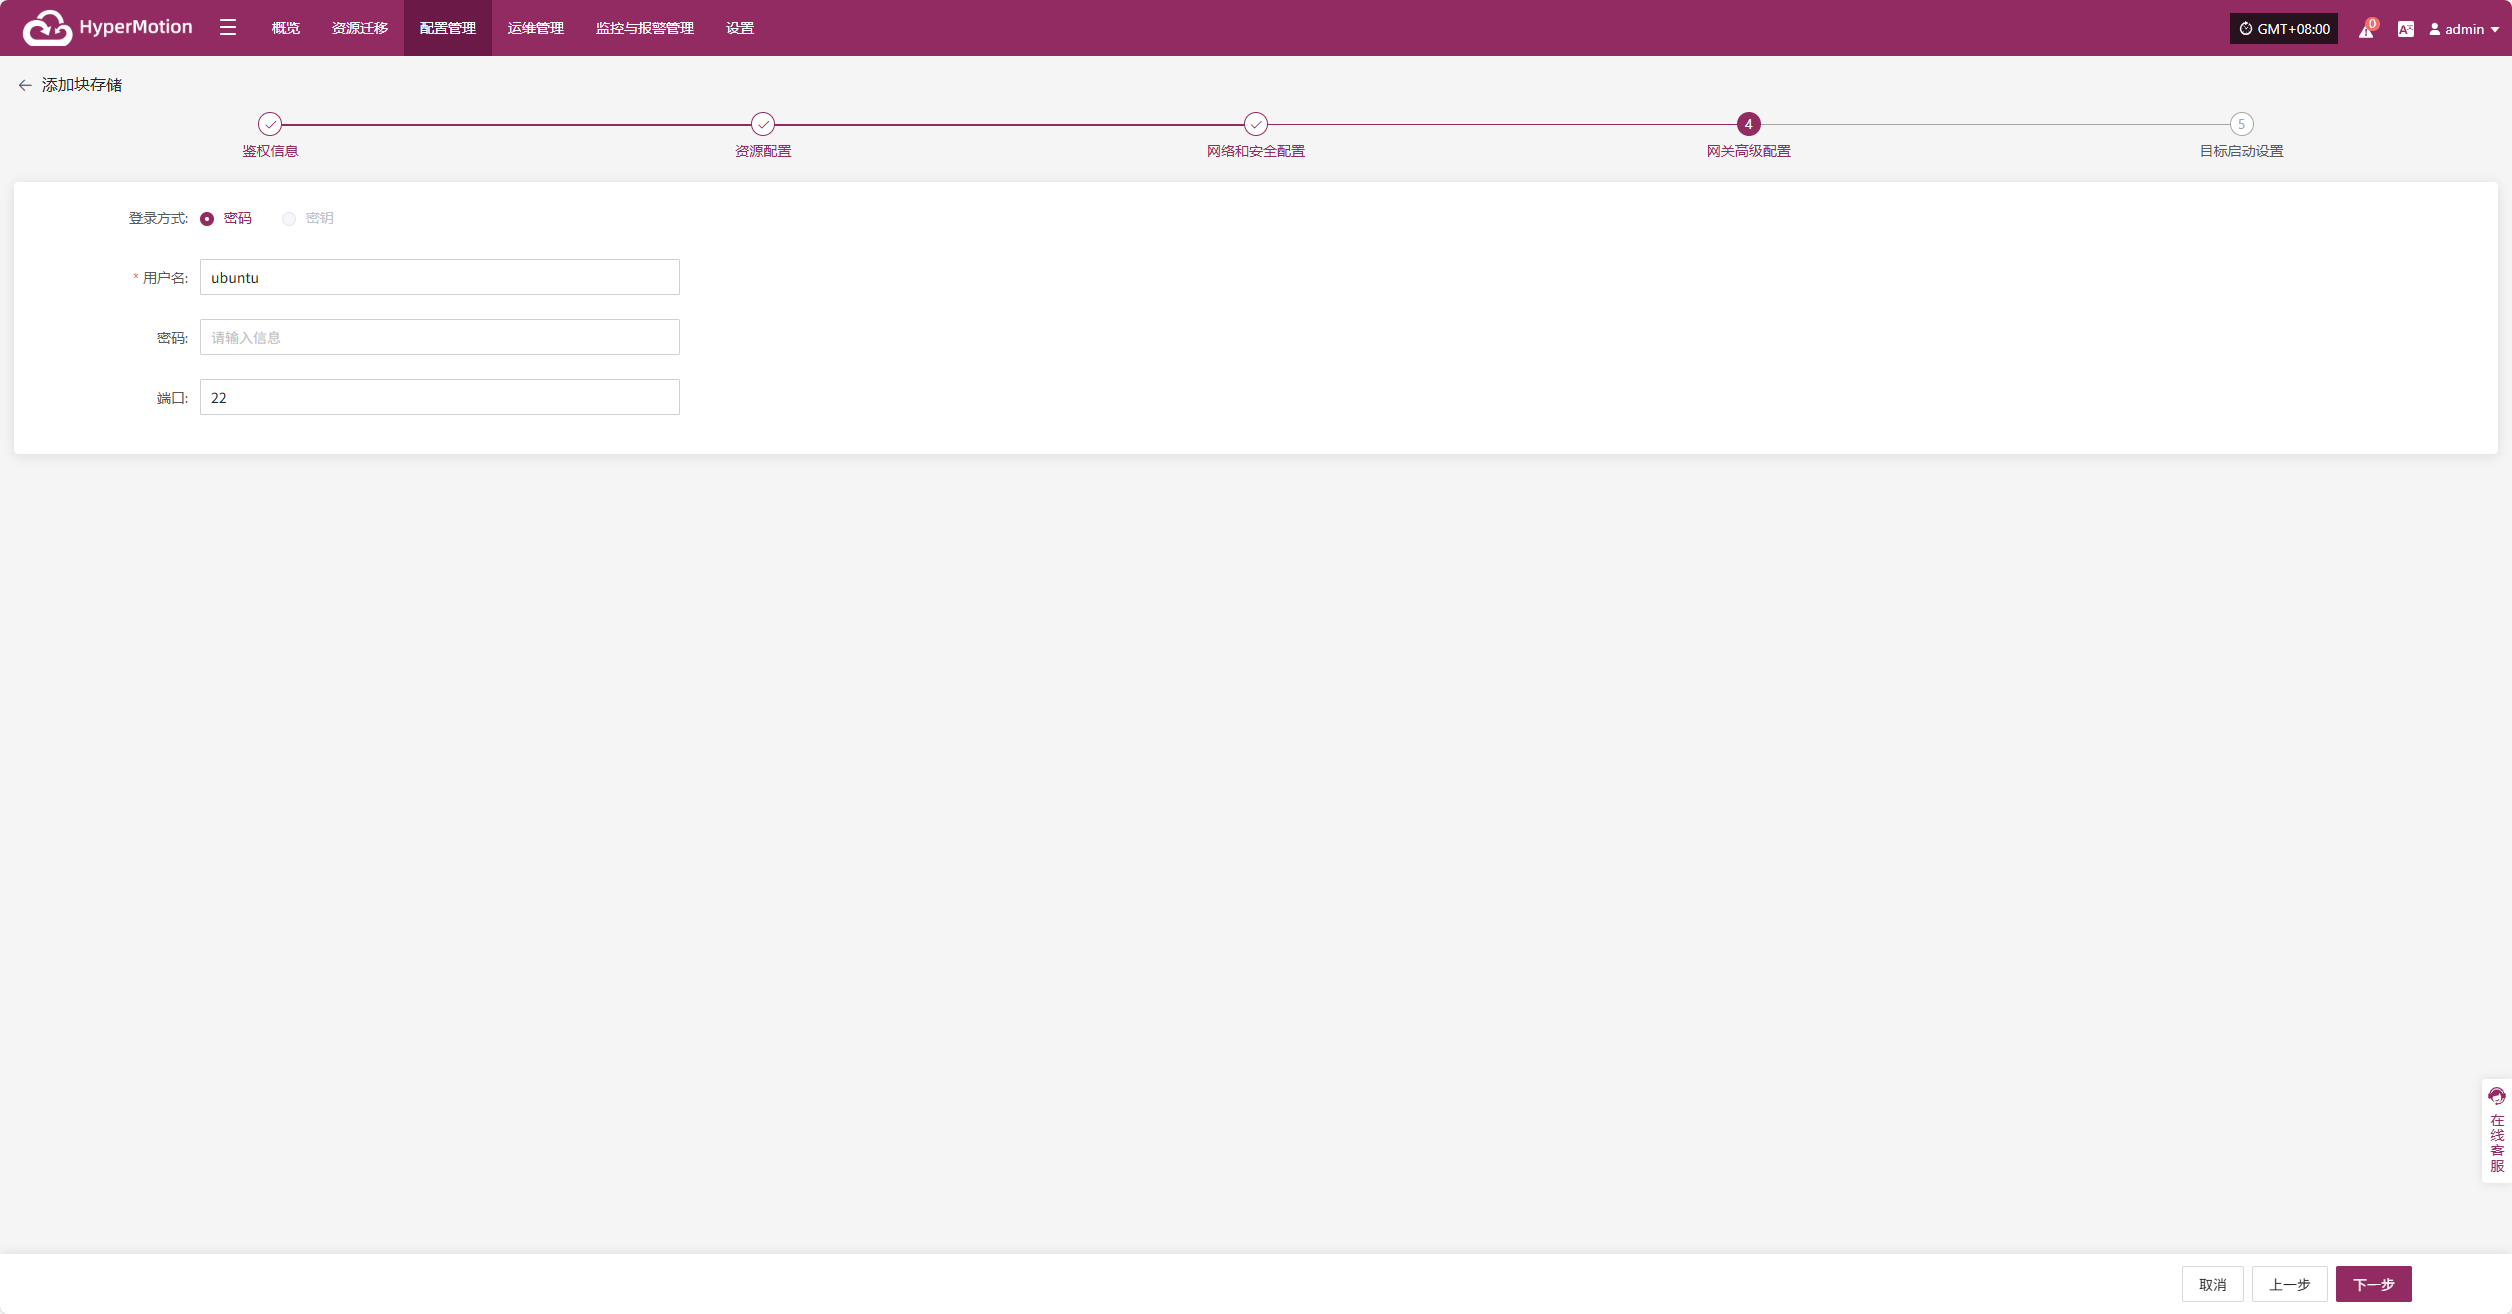 HyperMotion 概览 资源迁移 配置管理 运维管理 监控与报警管理 设置 GMT+08:00 0 admin
添加块存储
4 5
鉴权信息 资源配置 网络和安全配置 网关高级配置 目标启动设置
登录方式: 密码 密钥
* 用户名: ubuntu
密码: 请输入信息
端口: 22
在线客服
取消 上一步 下一步